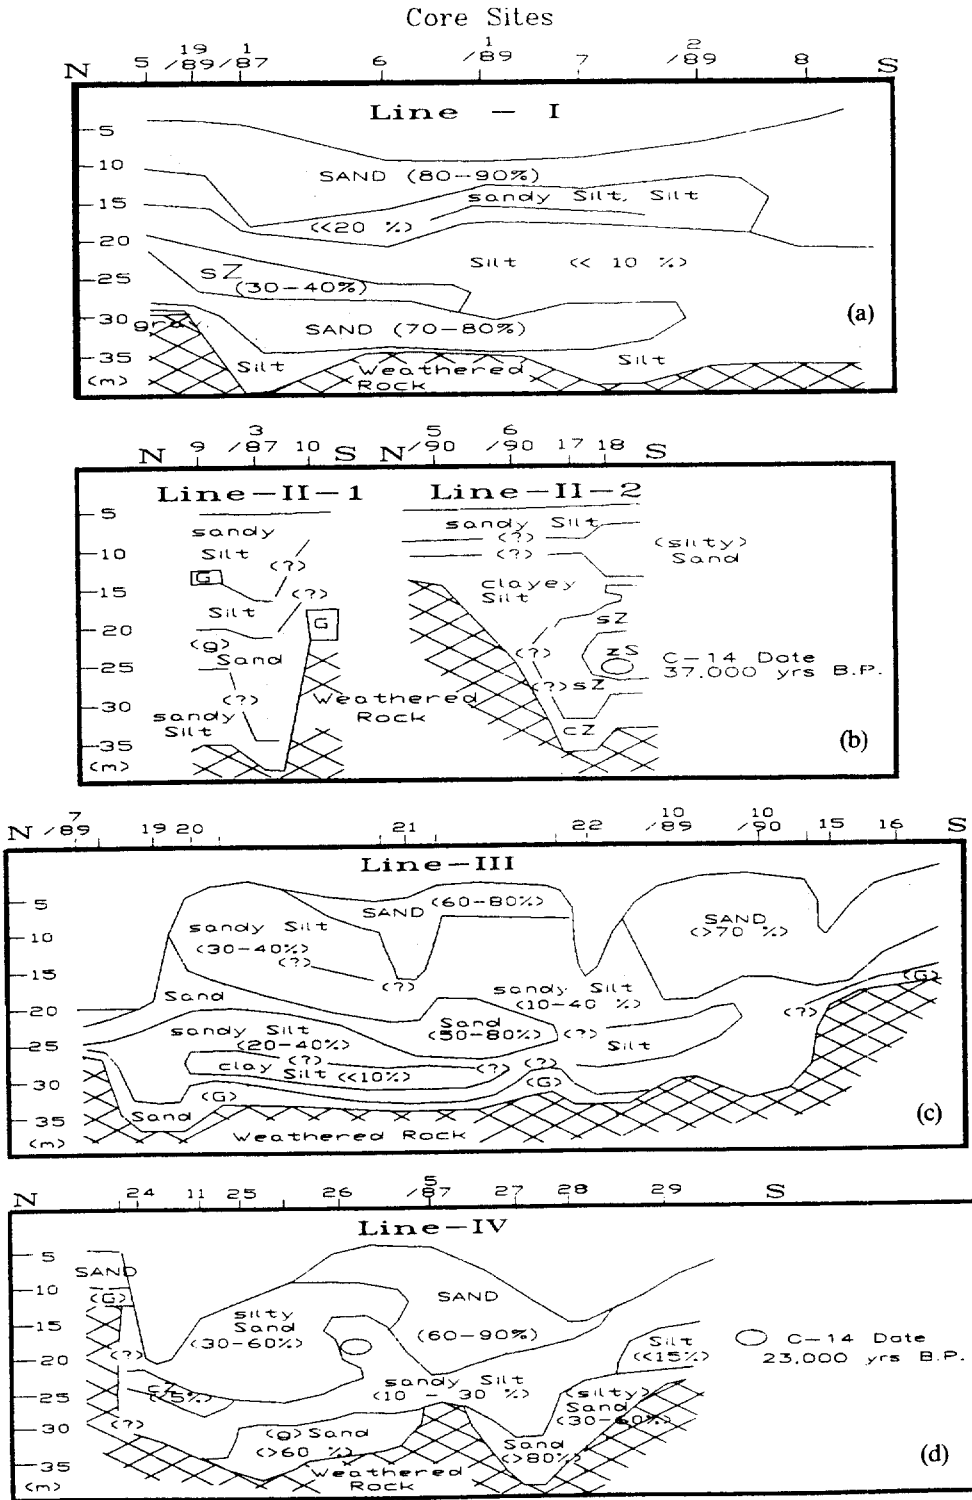 Core Sites
N 5 19/89 1/87 6 1/89 7 2/89 8 S
Line - I
5
10
15
20
25
30
35
(m)
SAND (80-90%)
sandy Silt, Silt
(<20 %)
Silt (< 10 %)
sZ
(30-40%)
SAND (70-80%)
Silt
Weathered
Rock
Silt
(a)
N 9 3/87 10 S N 5/90 6/90 17 18 S
Line-II-1
Line-II-2
5
10
15
20
25
30
35
(m)
sandy
Silt
(?)
G
(?)
Silt
G
(g)
Sand
(?)
sandy
Silt
Weathered
Rock
sandy Silt
(?)
(?)
(silty)
Sand
clayey
Silt
sZ
(?)
zS
C-14 Date
37,000 yrs B.P.
(?)
sZ
cZ
(b)
N 7/89 19 20 21 22 10/89 10/90 15 16 S
Line-III
5
10
15
20
25
30
35
(m)
SAND (60-80%)
sandy Silt
(30-40%)
(?)
(?)
SAND
(>70 %)
sandy Silt
(10-40 %)
(G)
Sand
Sand
(50-80%)
(?)
(?)
sandy Silt
(20-40%)
Silt
(?)
(?)
clay
Silt (<10%)
(?)
(G)
(G)
Sand
Weathered Rock
(c)
N 24 11 25 26 5/87 27 28 29 S
Line-IV
5
10
15
20
25
30
35
(m)
SAND
(G)
(?)
silty
Sand
(30-60%)
SAND
(60-90%)
Silt
(<15%)
C-14 Date
23,000 yrs B.P.
cZ
(<5%)
sandy Silt
(10 - 30 %)
(silty)
Sand
(30-60%)
(?)
(g) Sand
(>60 %)
Sand
(>80%)
Weathered
Rock
(d)